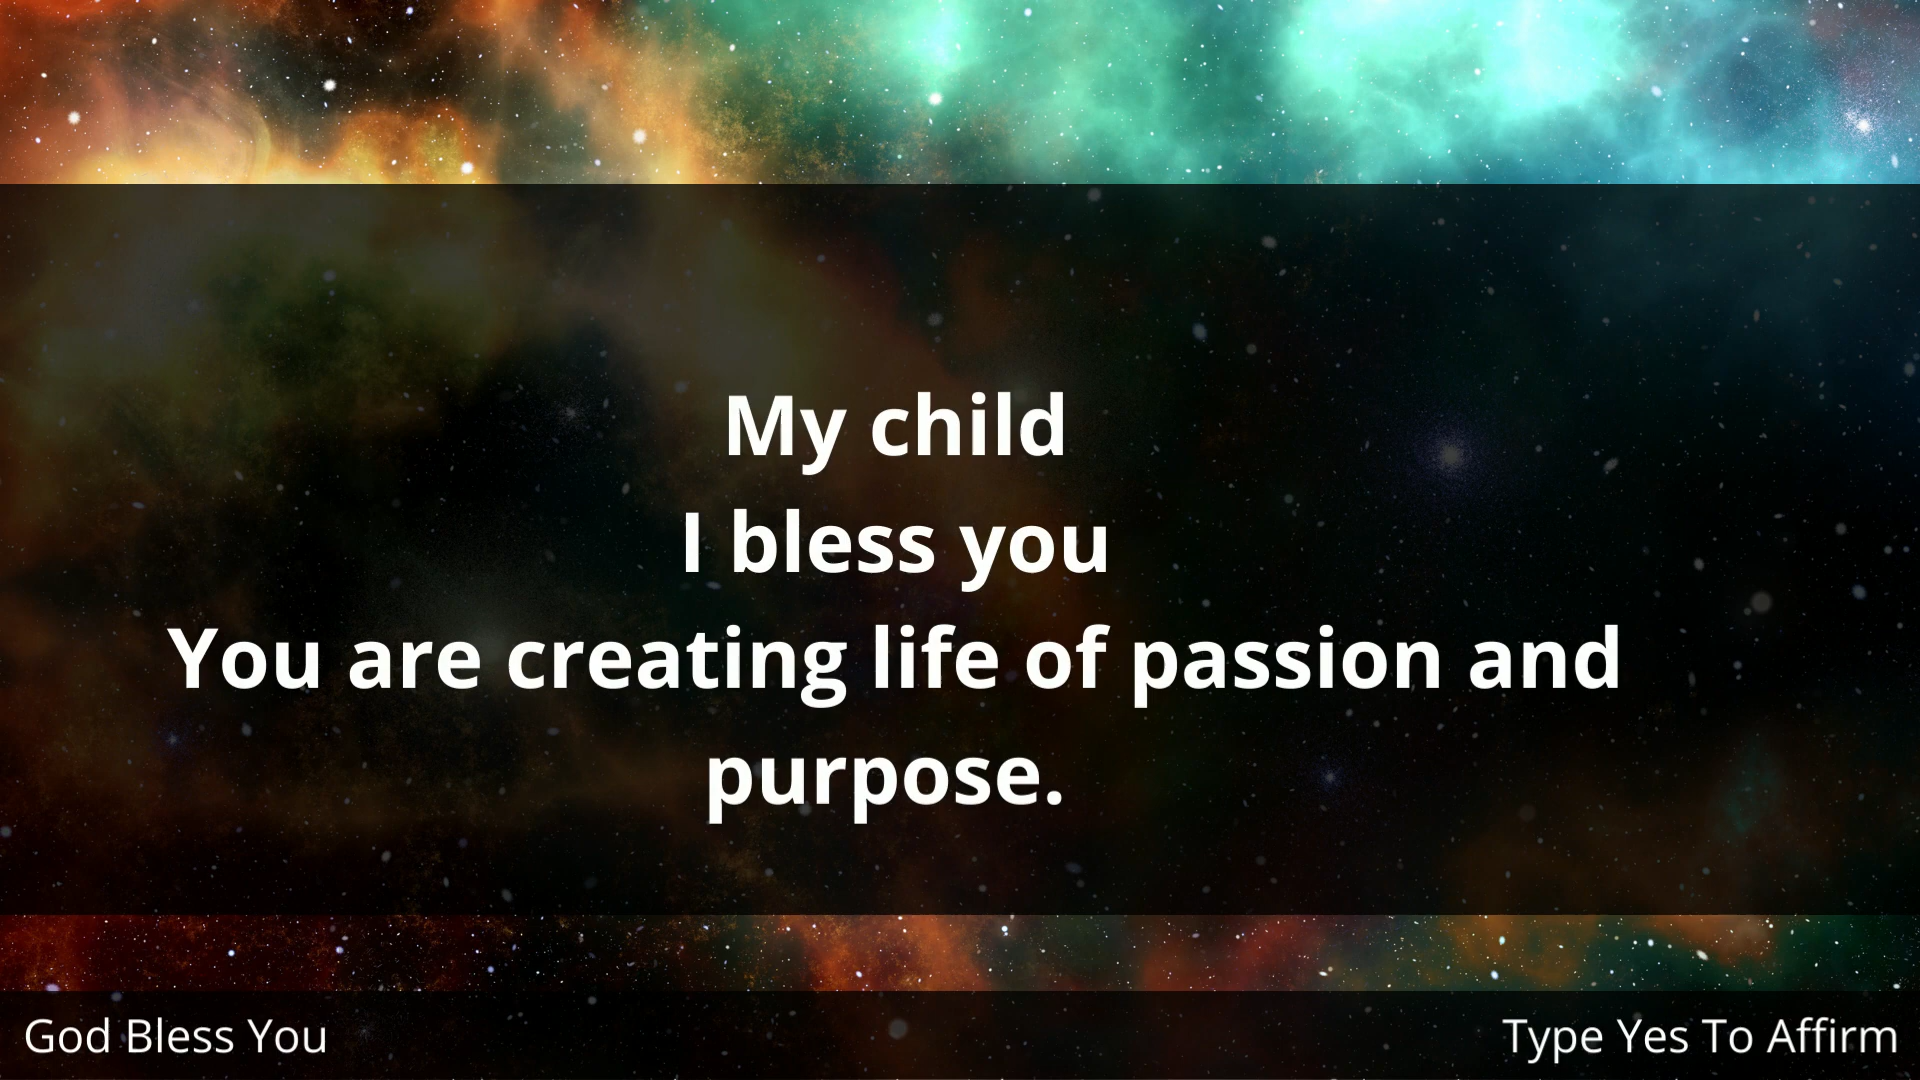 My child
I bless you
You are creating life of passion and
purpose.
God Bless You
Type Yes To Affirm